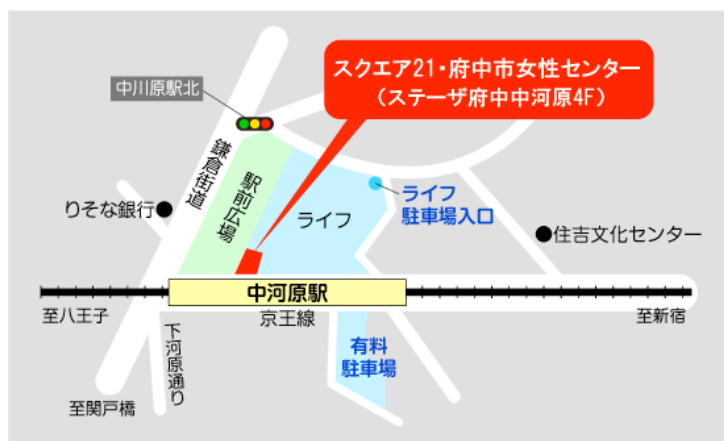 スクエア21・府中市女性センター
（ステーザ府中中河原4F）
中川原駅北
鎌倉街道
駅前広場
ライフ
ライフ
駐車場入口
りそな銀行
住吉文化センター
中河原駅
京王線
至八王子
至新宿
下河原通り
有料
駐車場
至関戸橋